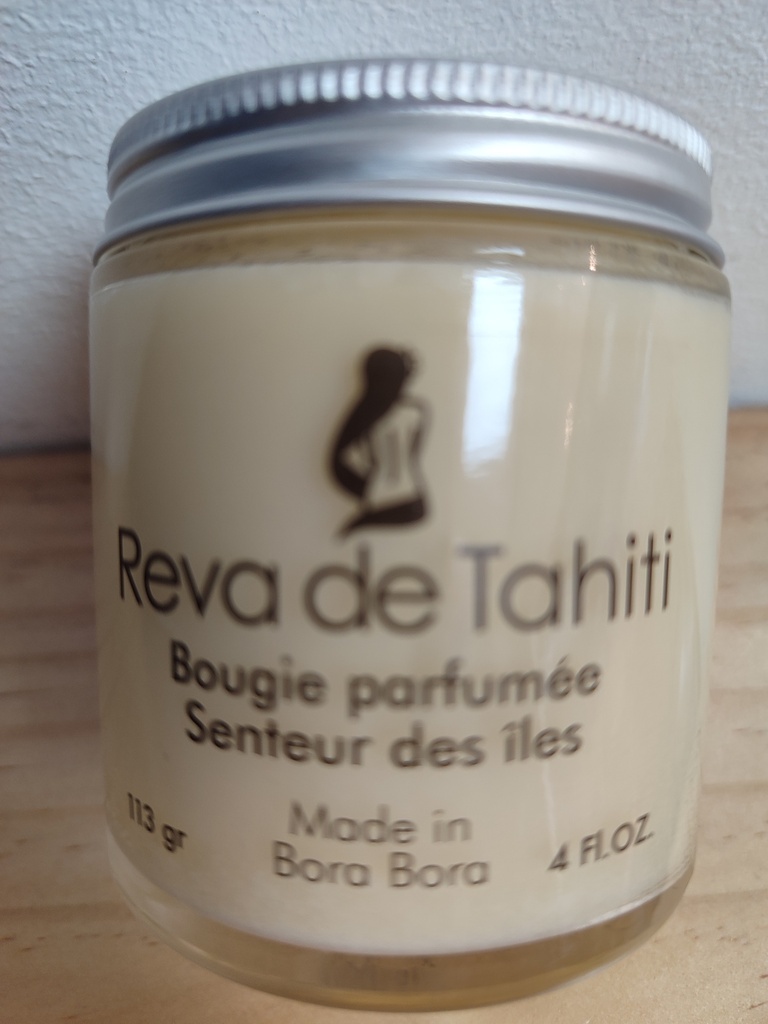 Reva de Tahiti
Bougie parfumée
Senteur des îles
113 gr
Made in
Bora Bora
4 Fl.OZ.